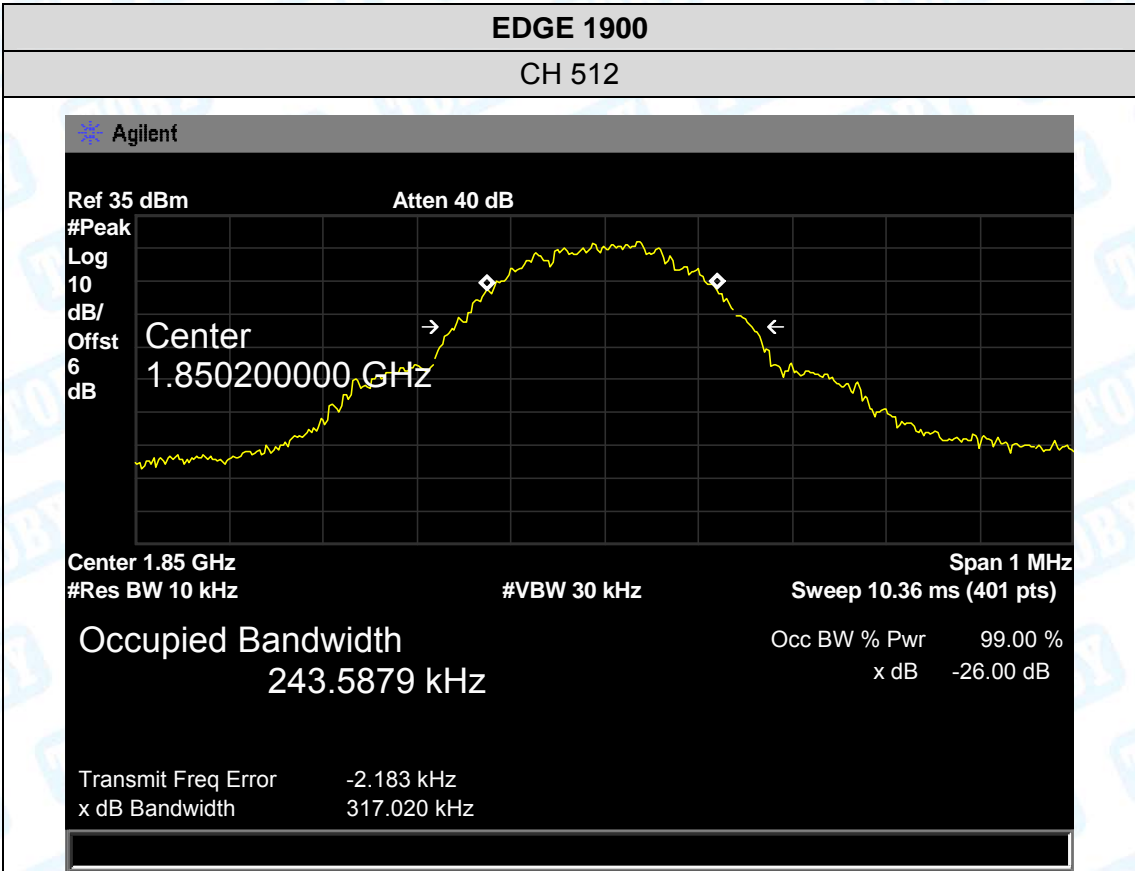 EDGE 1900
CH 512
Agilent
Ref 35 dBm Atten 40 dB
#Peak
Log
10
dB/
Offst
6
dB
Center
1.850200000 GHz
Center 1.85 GHz Span 1 MHz
#Res BW 10 kHz #VBW 30 kHz Sweep 10.36 ms (401 pts)
Occupied Bandwidth Occ BW % Pwr 99.00 %
243.5879 kHz x dB -26.00 dB
Transmit Freq Error -2.183 kHz
x dB Bandwidth 317.020 kHz